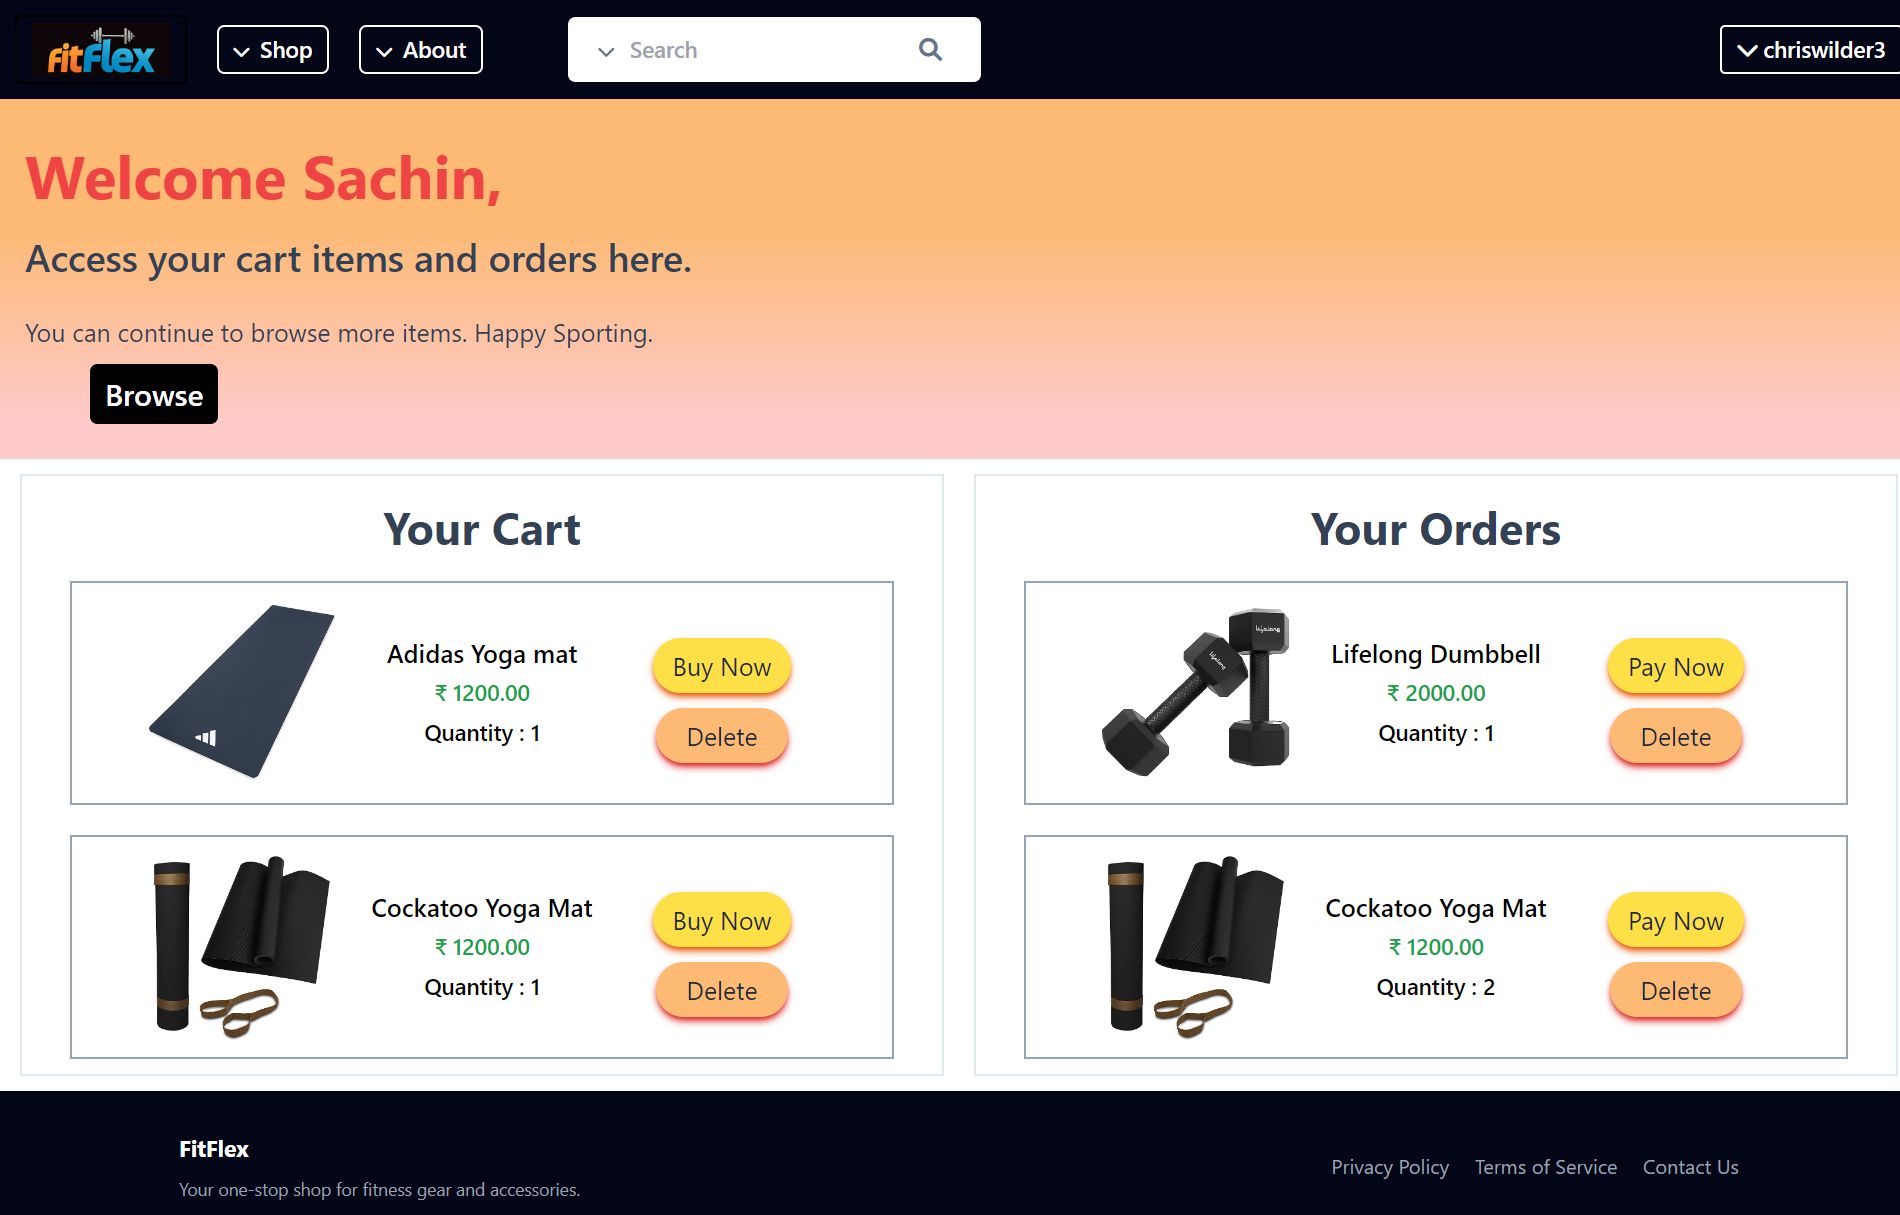 fitFlex
Shop
About
Search
chriswilder3
Welcome Sachin,
Access your cart items and orders here.
You can continue to browse more items. Happy Sporting.
Browse
Your Cart
Adidas Yoga mat
₹ 1200.00
Quantity : 1
Buy Now
Delete
Cockatoo Yoga Mat
₹ 1200.00
Quantity : 1
Buy Now
Delete
Your Orders
lifelong
lifelong
Lifelong Dumbbell
₹ 2000.00
Quantity : 1
Pay Now
Delete
Cockatoo Yoga Mat
₹ 1200.00
Quantity : 2
Pay Now
Delete
FitFlex
Your one-stop shop for fitness gear and accessories.
Privacy Policy
Terms of Service
Contact Us